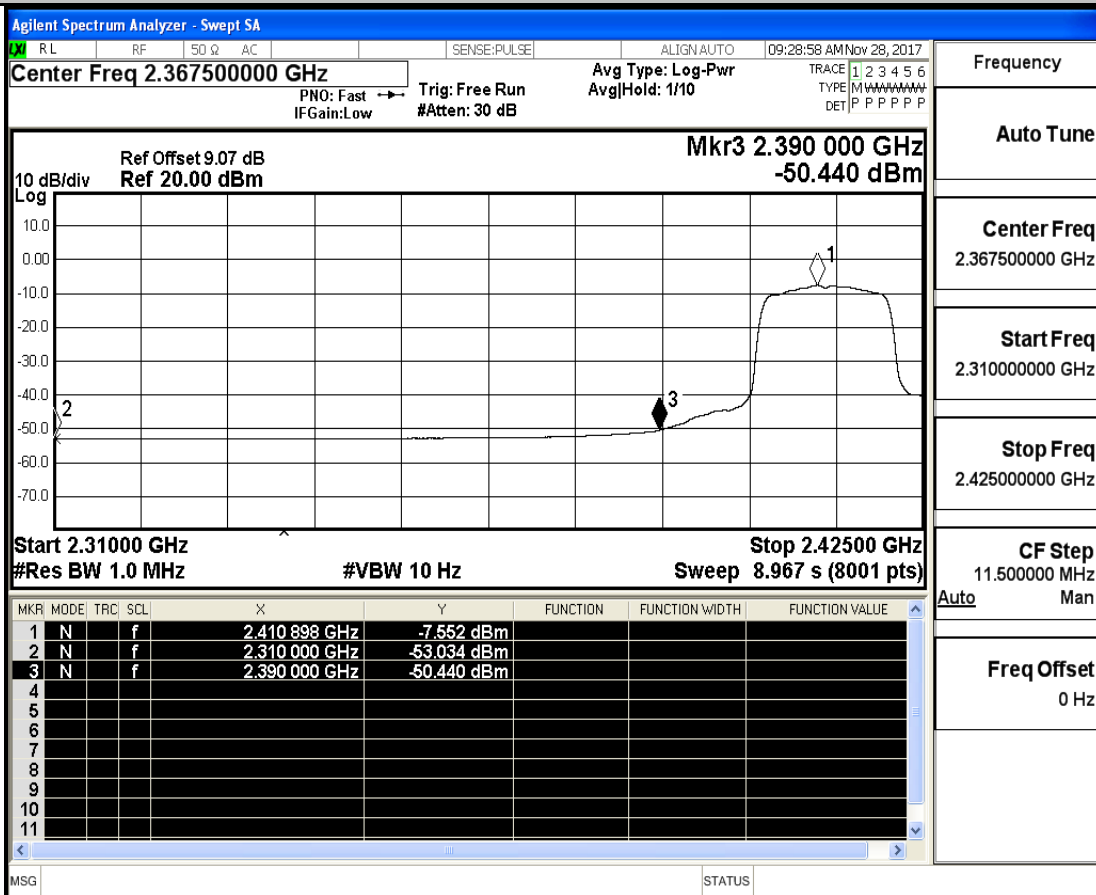 Agilent Spectrum Analyzer - Swept SA
LXI RL RF 50 Ω AC SENSE:PULSE ALIGN AUTO 09:28:58 AM Nov 28, 2017
Center Freq 2.367500000 GHz
PNO: Fast
IFGain:Low
Trig: Free Run
#Atten: 30 dB
Avg Type: Log-Pwr
Avg|Hold: 1/10
TRACE 1 2 3 4 5 6
TYPE M W W W W W
DET P P P P P P
Mkr3 2.390 000 GHz
-50.440 dBm
Ref Offset 9.07 dB
10 dB/div Ref 20.00 dBm
Log
10.0
0.00
-10.0
-20.0
-30.0
-40.0
-50.0
-60.0
-70.0
1
2
3
Start 2.31000 GHz Stop 2.42500 GHz
#Res BW 1.0 MHz #VBW 10 Hz Sweep 8.967 s (8001 pts)
MKR MODE TRC SCL X Y FUNCTION FUNCTION WIDTH FUNCTION VALUE
1 N f 2.410 898 GHz -7.552 dBm
2 N f 2.310 000 GHz -53.034 dBm
3 N f 2.390 000 GHz -50.440 dBm
4
5
6
7
8
9
10
11
MSG STATUS
Frequency
Auto Tune
Center Freq
2.367500000 GHz
Start Freq
2.310000000 GHz
Stop Freq
2.425000000 GHz
CF Step
11.500000 MHz
Auto Man
Freq Offset
0 Hz